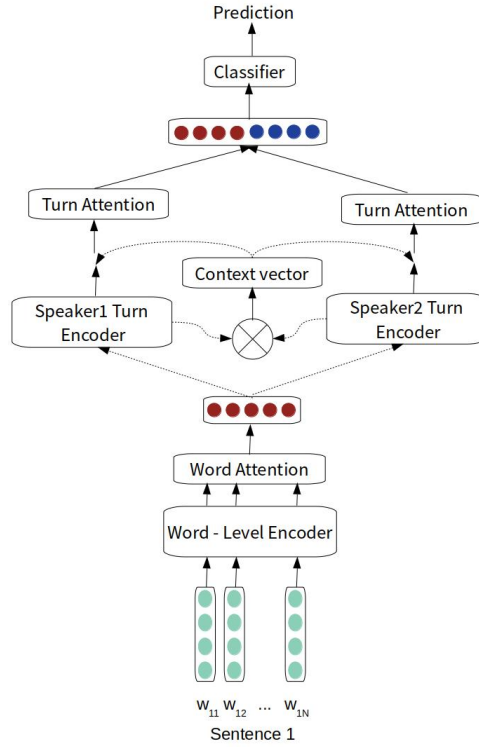 Prediction
Classifier
Turn Attention
Turn Attention
Context vector
Speaker1 Turn
Encoder
Speaker2 Turn
Encoder
Word Attention
Word - Level Encoder
w11 w12 ... w1N
Sentence 1